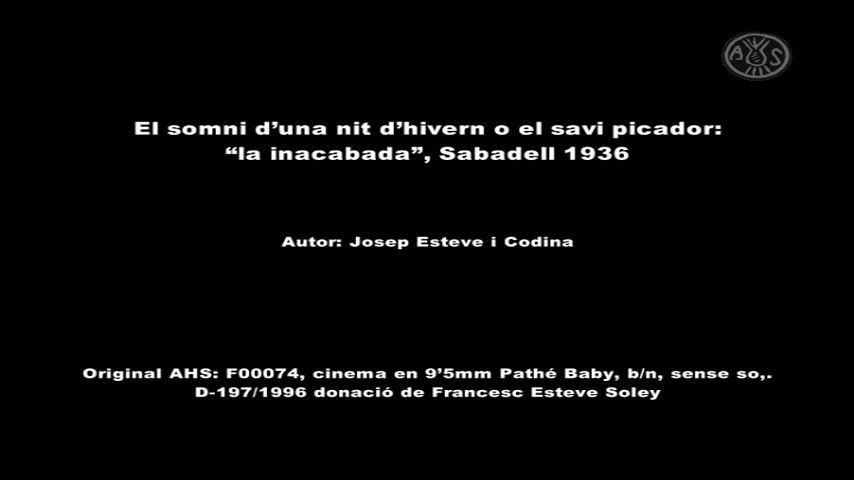 A S
El somni d’una nit d’hivern o el savi picador:
“la inacabada”, Sabadell 1936
Autor: Josep Esteve i Codina
Original AHS: F00074, cinema en 9’5mm Pathé Baby, b/n, sense so,.
D-197/1996 donació de Francesc Esteve Soley